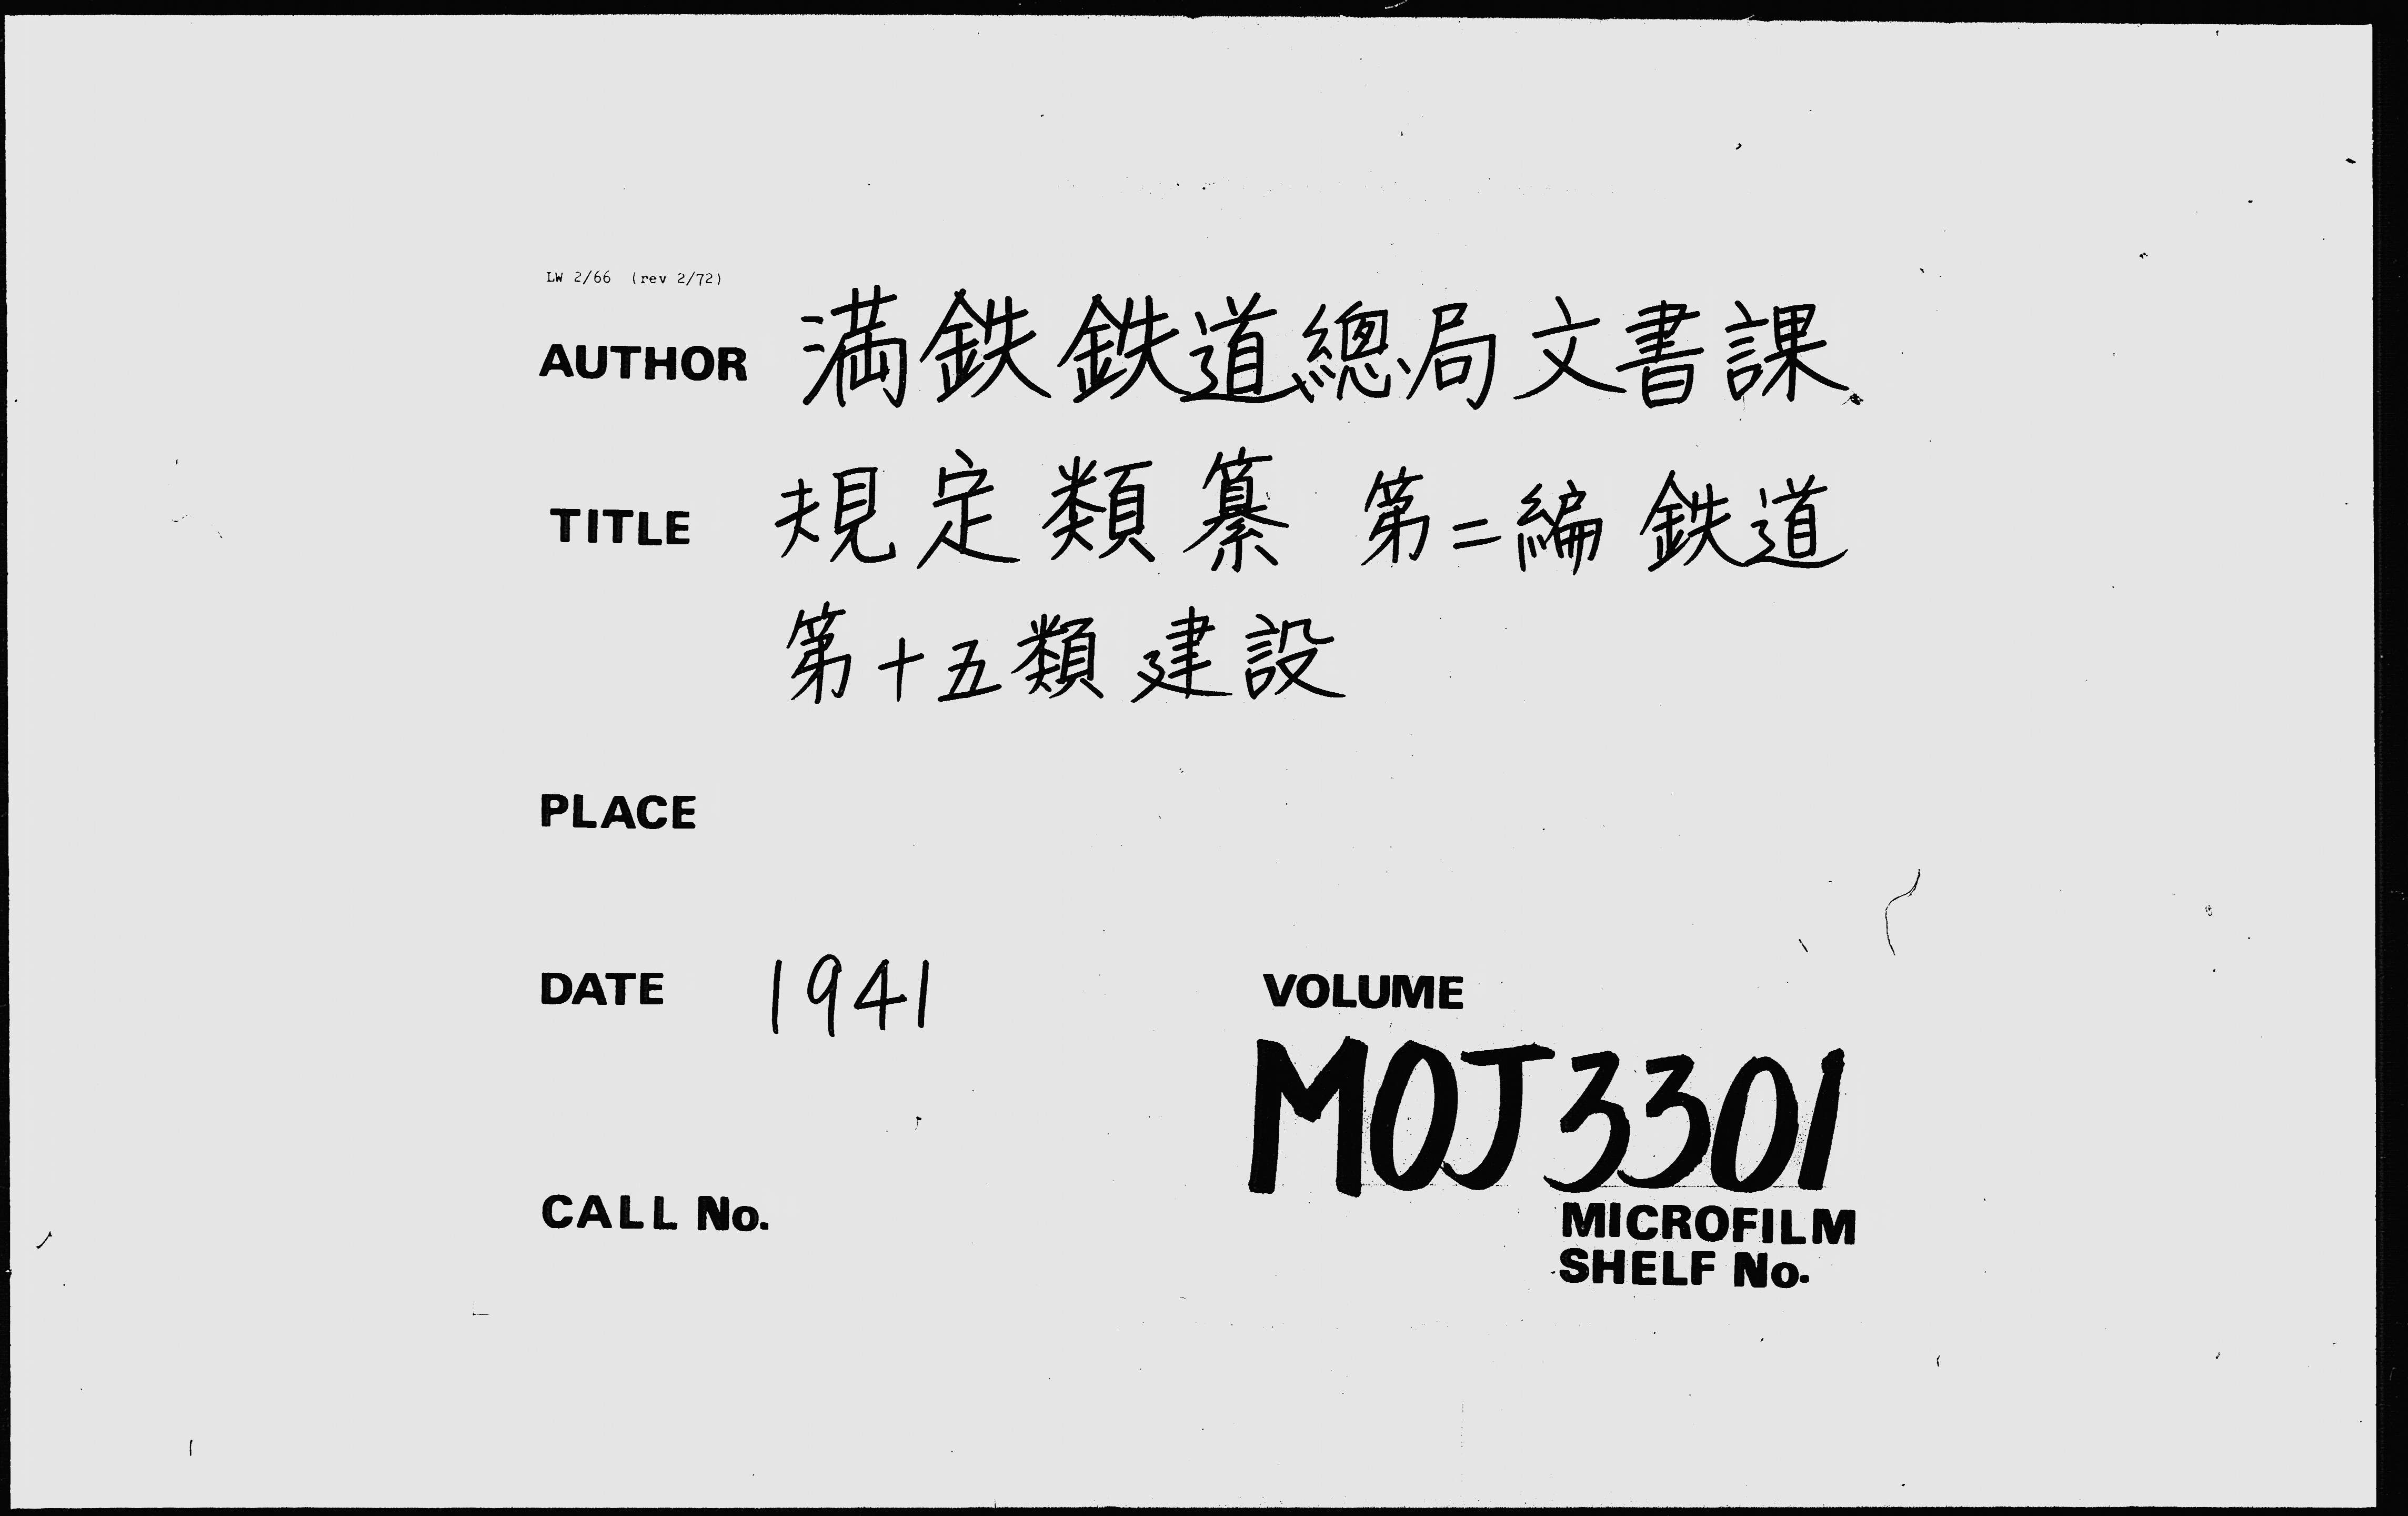 LW 2/66 (rev 2/72)
AUTHOR 満鉄鉄道總局文書課
TITLE 規定類纂 第二編 鉄道
第十五類 建設
PLACE
DATE 1941
VOLUME
MOJ 3301
CALL No.
MICROFILM
SHELF No.